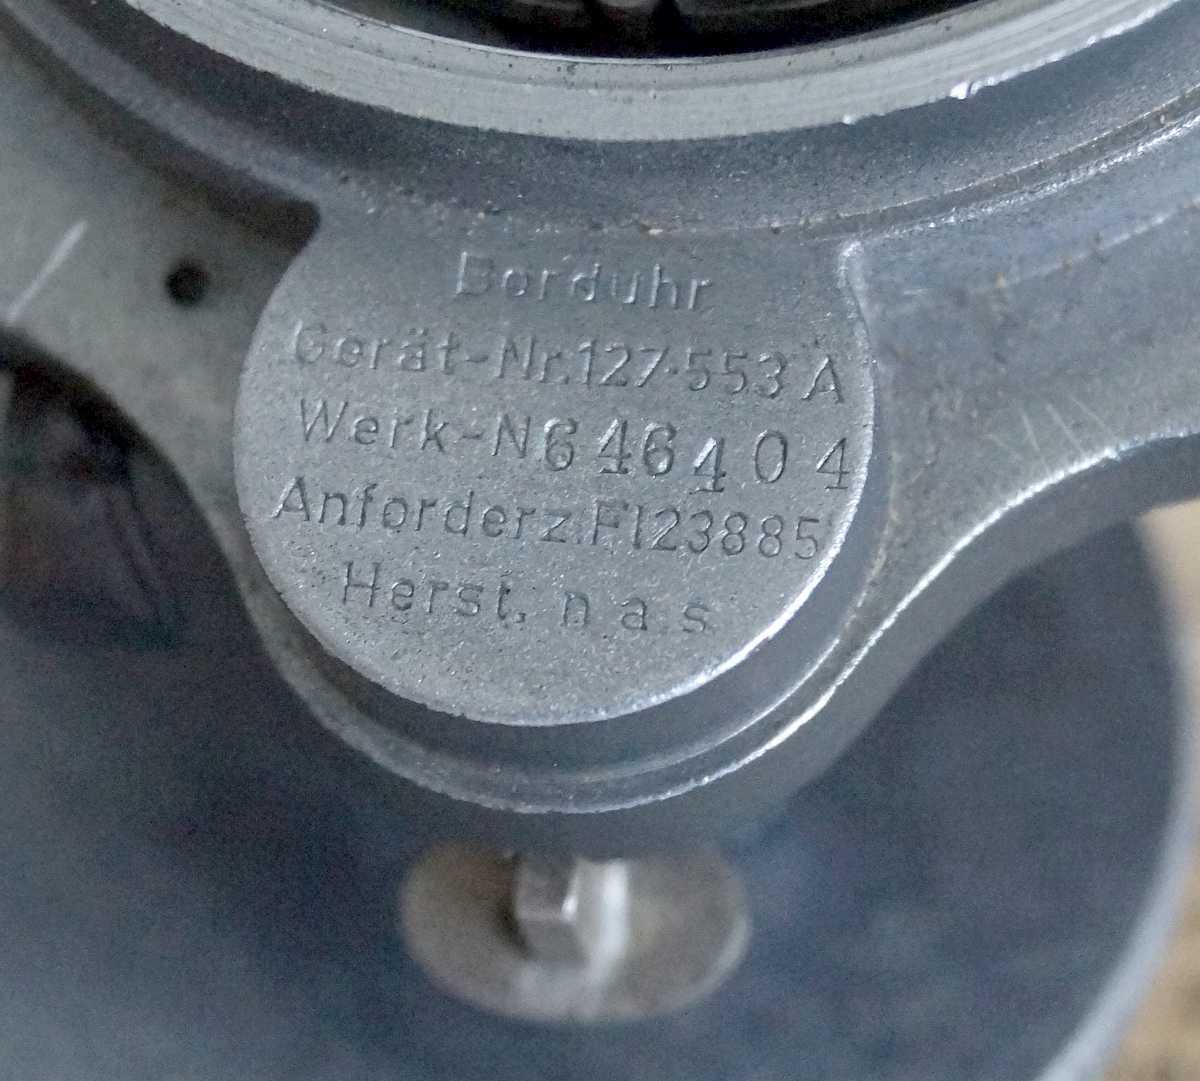 Borduhr
Gerät-Nr.127-553 A
Werk-N646404
Anforderz.Fl23885
Herst. n a s